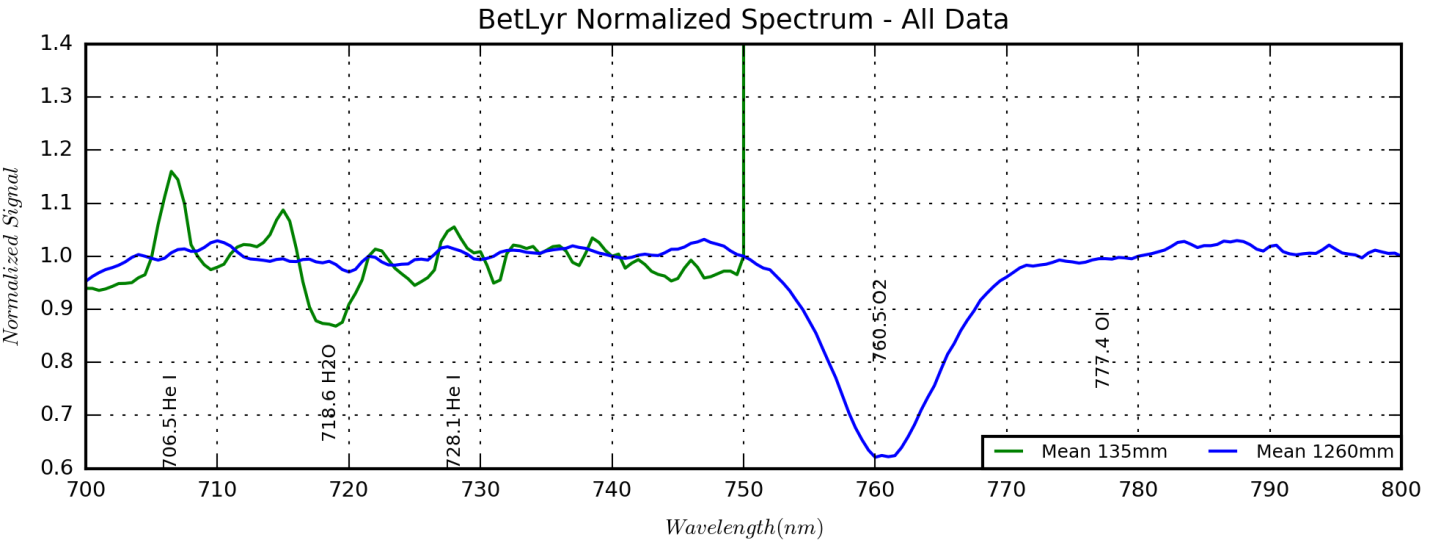 BetLyr Normalized Spectrum - All Data
1.4
1.3
1.2
1.1
1.0
0.9
0.8
0.7
0.6
Normalized Signal
706.5 He I
718.6 H2O
728.1 He I
760.5 O2
777.4 OI
Mean 135mm
Mean 1260mm
700 710 720 730 740 750 760 770 780 790 800
Wavelength(nm)